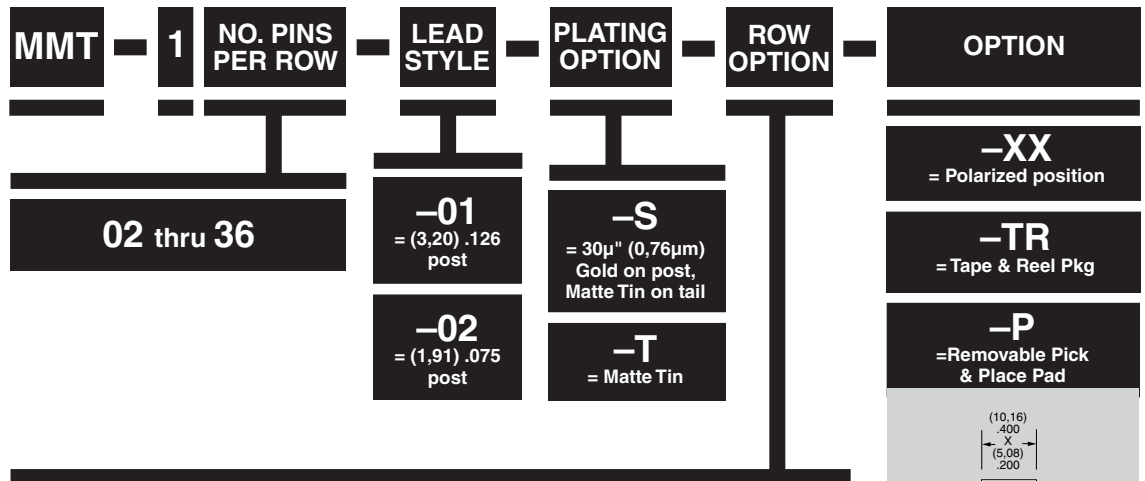 MMT
1
NO. PINS
PER ROW
LEAD
STYLE
PLATING
OPTION
ROW
OPTION
OPTION
02 thru 36
–01
= (3,20) .126
post
–02
= (1,91) .075
post
–S
= 30µ" (0,76µm)
Gold on post,
Matte Tin on tail
–T
= Matte Tin
–XX
= Polarized position
–TR
=Tape & Reel Pkg
–P
=Removable Pick
& Place Pad
(10,16)
.400
X
(5,08)
.200